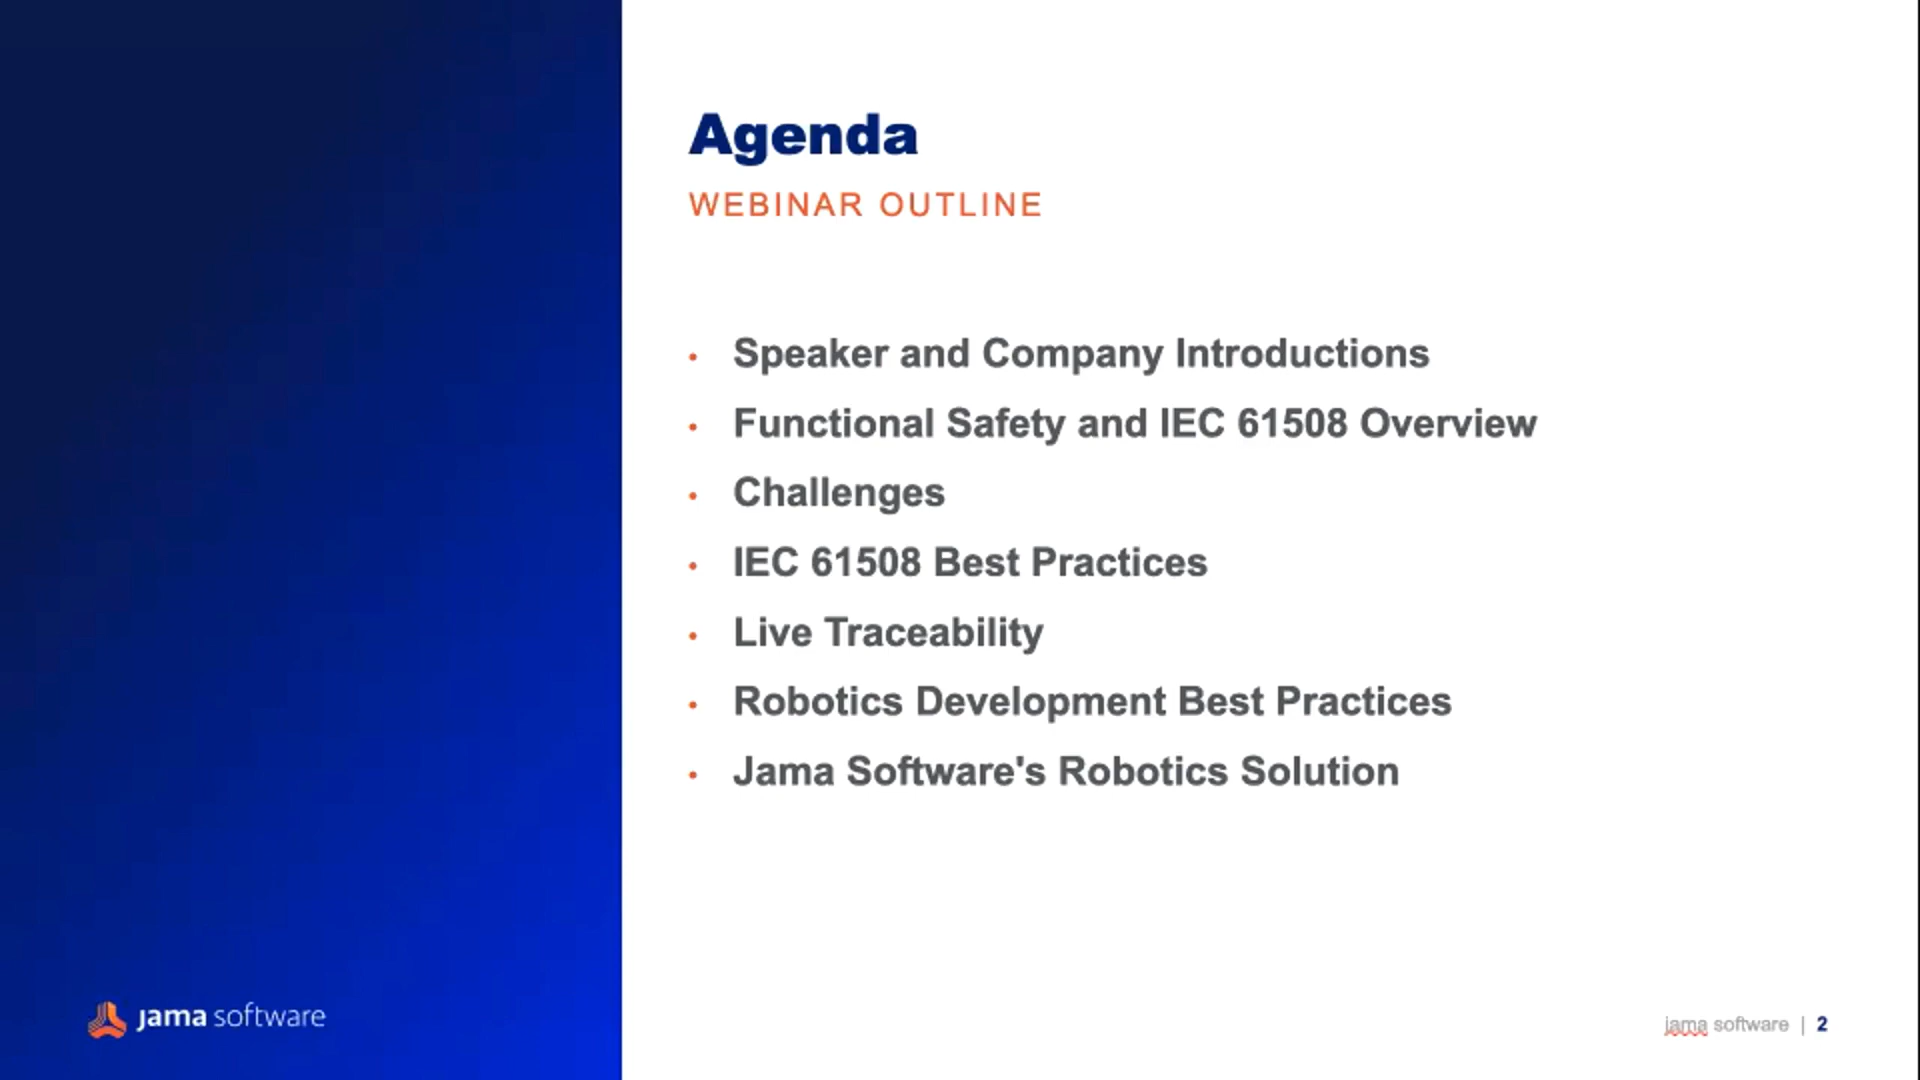 Agenda
WEBINAR OUTLINE
• Speaker and Company Introductions
• Functional Safety and IEC 61508 Overview
• Challenges
• IEC 61508 Best Practices
• Live Traceability
• Robotics Development Best Practices
• Jama Software's Robotics Solution
jama software
jama software | 2